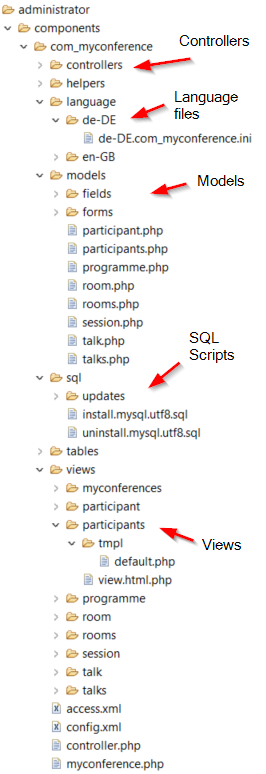 administrator
components
com_myconference
Controllers
controllers
helpers
language
Language
files
de-DE
de-DE.com_myconference.ini
en-GB
models
Models
fields
forms
participant.php
participants.php
programme.php
room.php
rooms.php
session.php
talk.php
talks.php
SQL
Scripts
sql
updates
install.mysql.utf8.sql
uninstall.mysql.utf8.sql
tables
views
myconferences
participant
participants
Views
tmpl
default.php
view.html.php
programme
room
rooms
session
talk
talks
access.xml
config.xml
controller.php
myconference.php